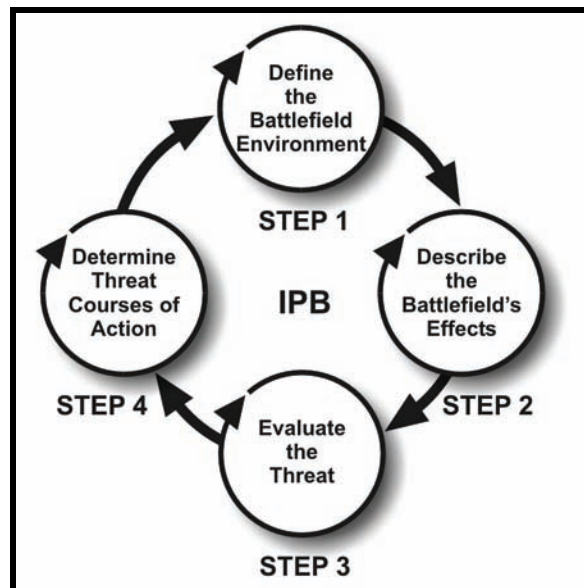 Define
the
Battlefield
Environment
STEP 1
Describe
the
Battlefield's
Effects
STEP 2
Evaluate
the
Threat
STEP 3
Determine
Threat
Courses of
Action
STEP 4
IPB